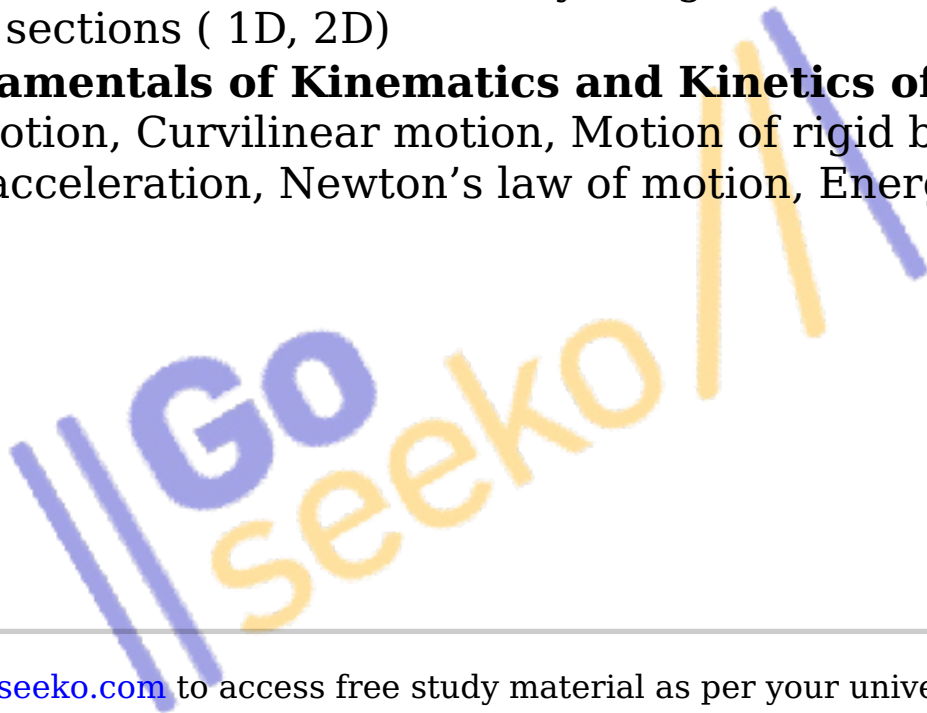 sections ( 1D, 2D)
amentals of Kinematics and Kinetics of
otion, Curvilinear motion, Motion of rigid b
acceleration, Newton’s law of motion, Energ
Go
seeko
seeko.com to access free study material as per your unive